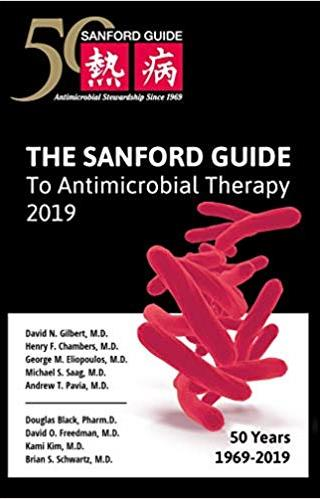 50
SANFORD GUIDE
熱病
Antimicrobial Stewardship Since 1969
THE SANFORD GUIDE
To Antimicrobial Therapy
2019
David N. Gilbert, M.D.
Henry F. Chambers, M.D.
George M. Eliopoulos, M.D.
Michael S. Saag, M.D.
Andrew T. Pavia, M.D.
Douglas Black, Pharm.D.
David O. Freedman, M.D.
Kami Kim, M.D.
Brian S. Schwartz, M.D.
50 Years
1969-2019